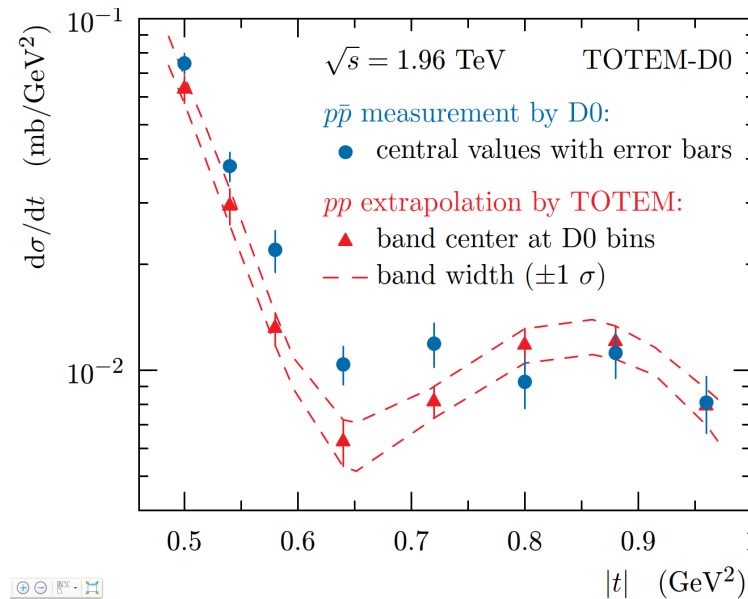 10⁻¹
√s = 1.96 TeV TOTEM-D0
pp̄ measurement by D0:
central values with error bars
pp extrapolation by TOTEM:
band center at D0 bins
band width (±1 σ)
dσ/dt (mb/GeV²)
10⁻²
0.5 0.6 0.7 0.8 0.9 1
|t| (GeV²)